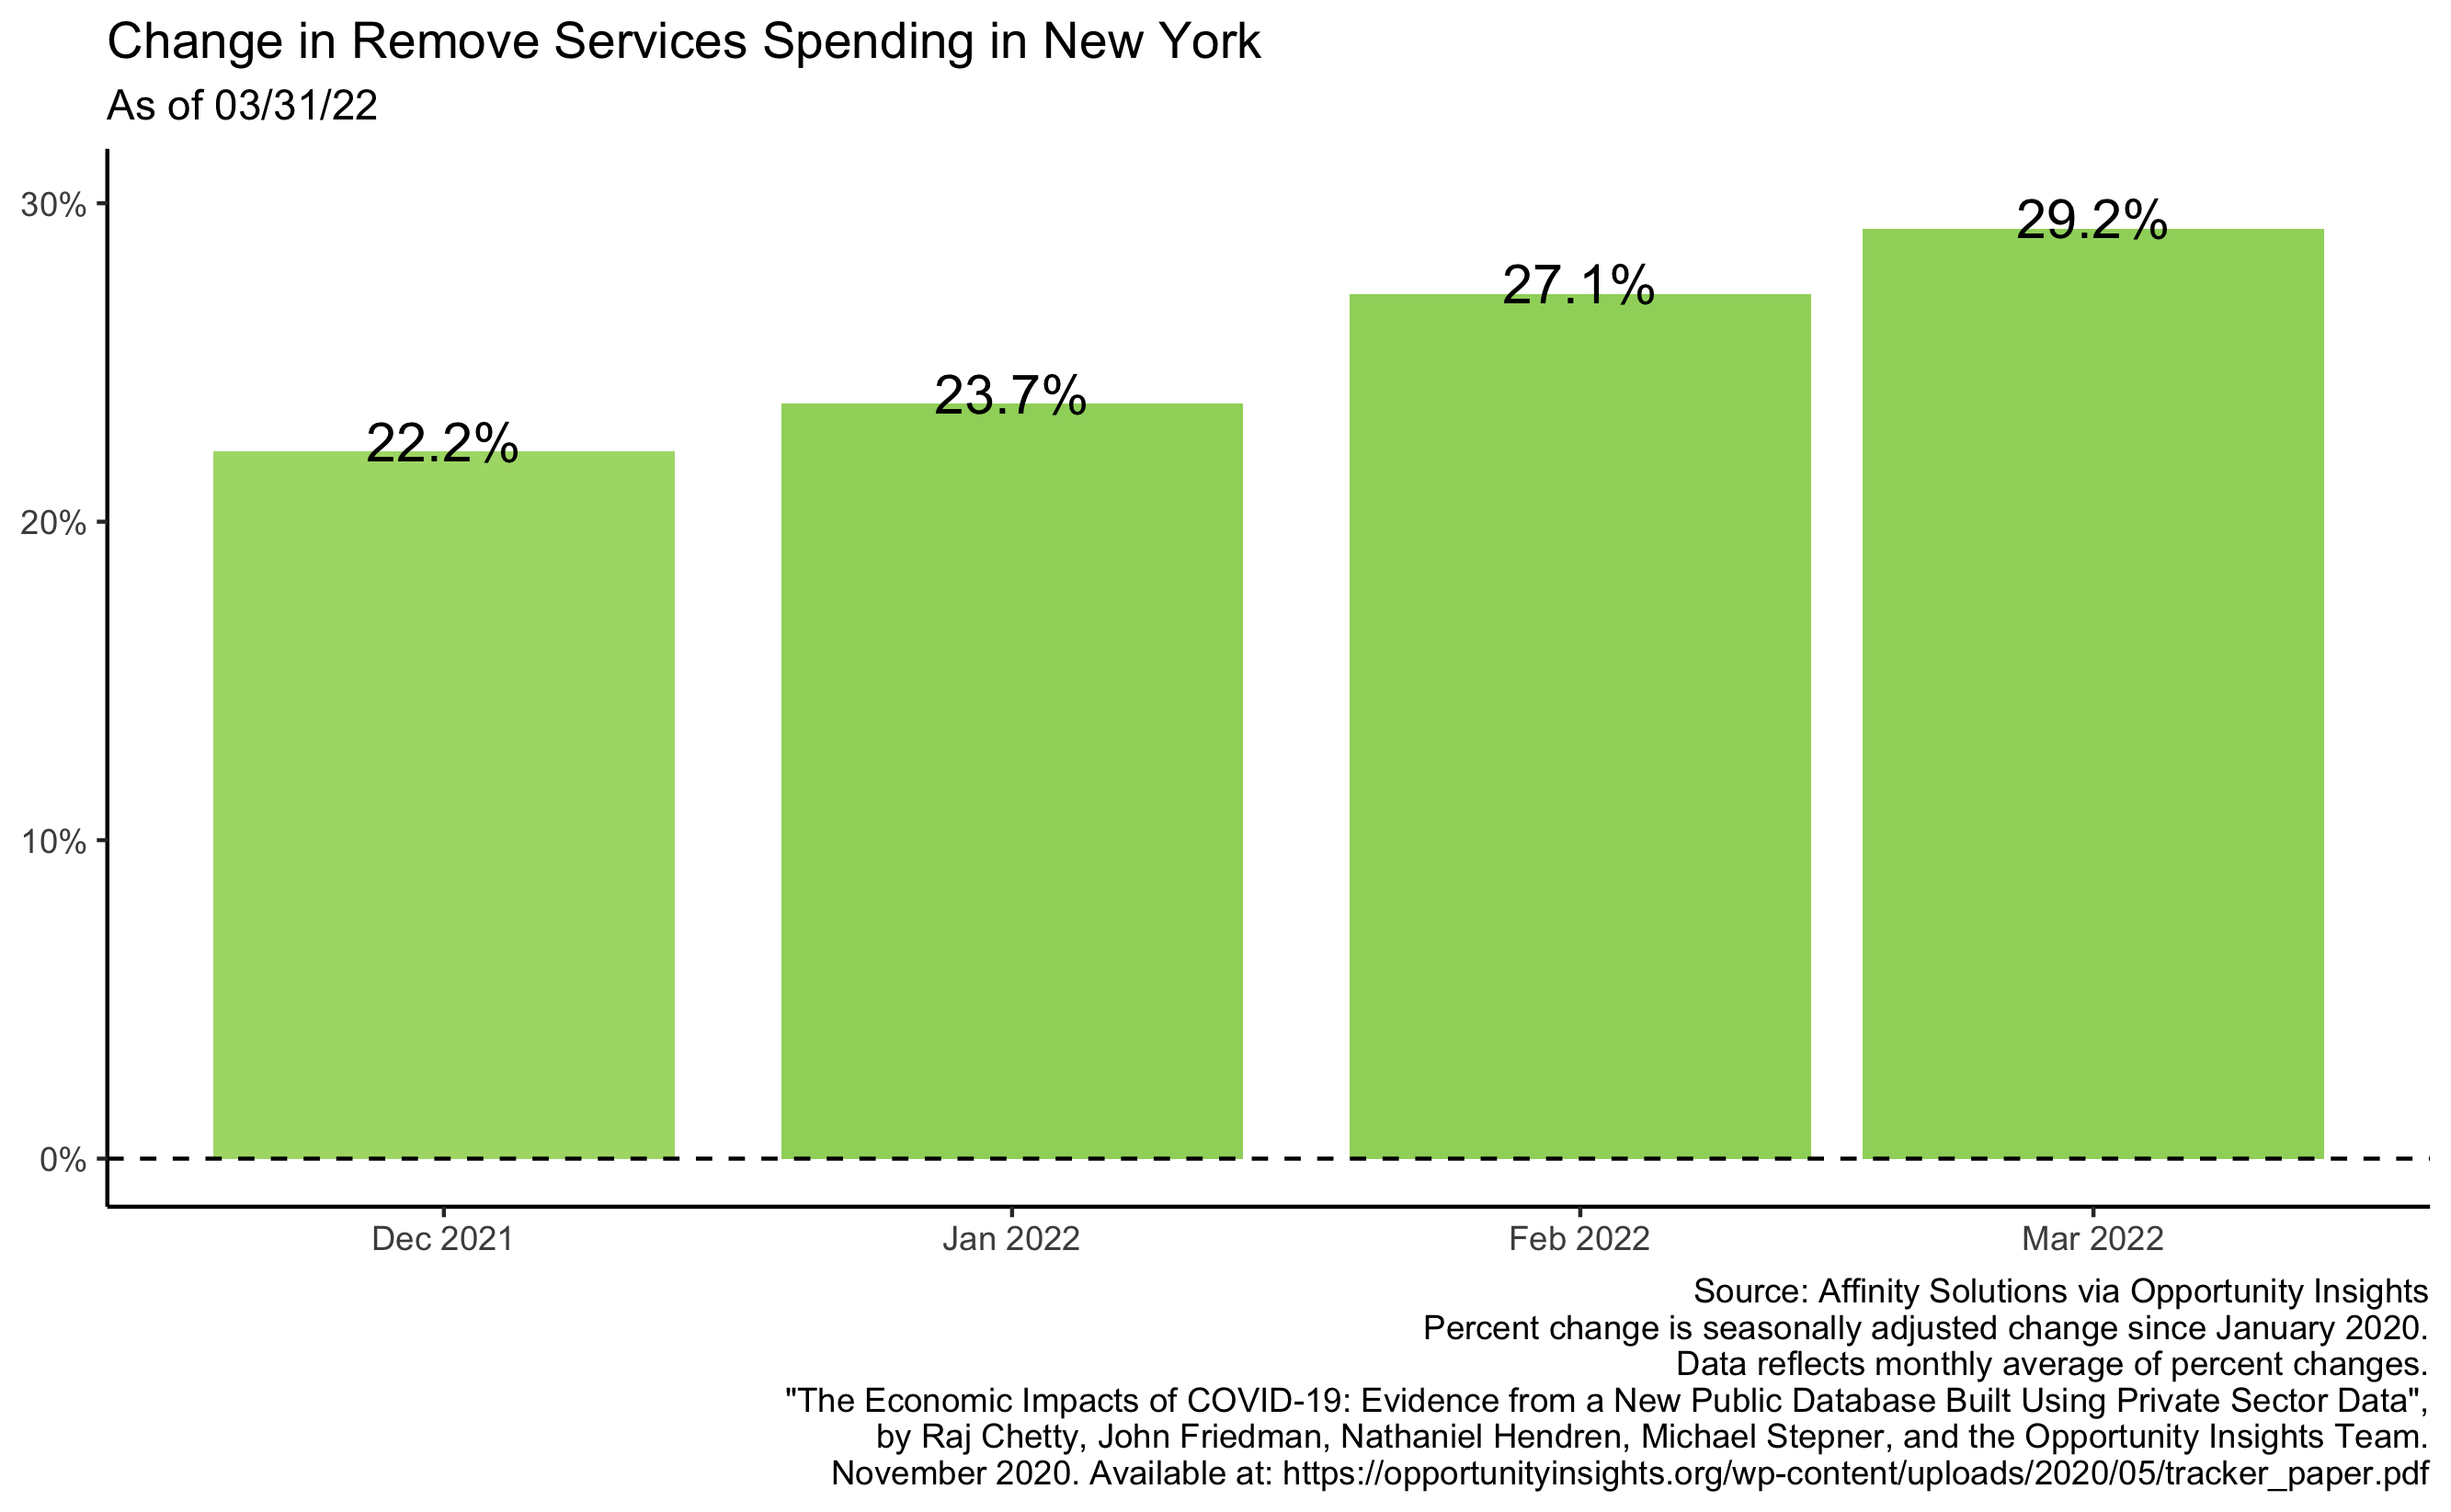 Change in Remove Services Spending in New York
As of 03/31/22
30%
20%
10%
0%
22.2%
23.7%
27.1%
29.2%
Dec 2021
Jan 2022
Feb 2022
Mar 2022
Source: Affinity Solutions via Opportunity Insights
Percent change is seasonally adjusted change since January 2020.
Data reflects monthly average of percent changes.
"The Economic Impacts of COVID-19: Evidence from a New Public Database Built Using Private Sector Data",
by Raj Chetty, John Friedman, Nathaniel Hendren, Michael Stepner, and the Opportunity Insights Team.
November 2020. Available at: https://opportunityinsights.org/wp-content/uploads/2020/05/tracker_paper.pdf